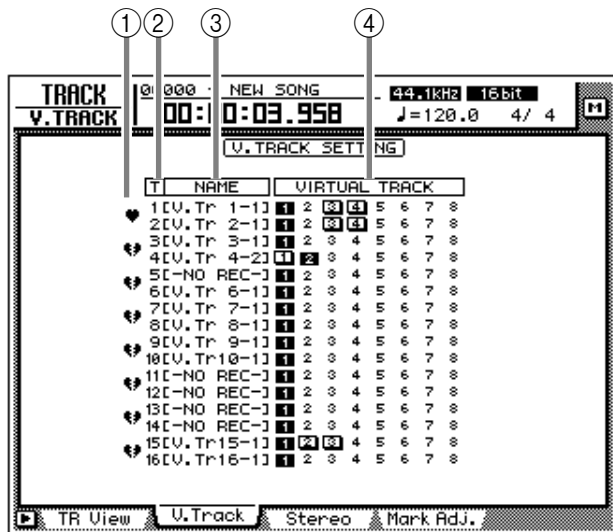 ① ② ③ ④
TRACK 00000 NEW SONG 44.1kHz 16bit
V.TRACK 00:00:03.958 ♩=120.0 4/ 4 M
V.TRACK SETTING
T NAME VIRTUAL TRACK
1[V.Tr 1-1] 1 2 3 4 5 6 7 8
2[V.Tr 2-1] 1 2 3 4 5 6 7 8
3[V.Tr 3-1] 1 2 3 4 5 6 7 8
4[V.Tr 4-2] 1 2 3 4 5 6 7 8
5[-NO REC-] 1 2 3 4 5 6 7 8
6[V.Tr 6-1] 1 2 3 4 5 6 7 8
7[V.Tr 7-1] 1 2 3 4 5 6 7 8
8[V.Tr 8-1] 1 2 3 4 5 6 7 8
9[V.Tr 9-1] 1 2 3 4 5 6 7 8
10[V.Tr10-1] 1 2 3 4 5 6 7 8
11[-NO REC-] 1 2 3 4 5 6 7 8
12[-NO REC-] 1 2 3 4 5 6 7 8
13[-NO REC-] 1 2 3 4 5 6 7 8
14[-NO REC-] 1 2 3 4 5 6 7 8
15[V.Tr15-1] 1 2 3 4 5 6 7 8
16[V.Tr16-1] 1 2 3 4 5 6 7 8
TR View V.Track Stereo Mark Adj.